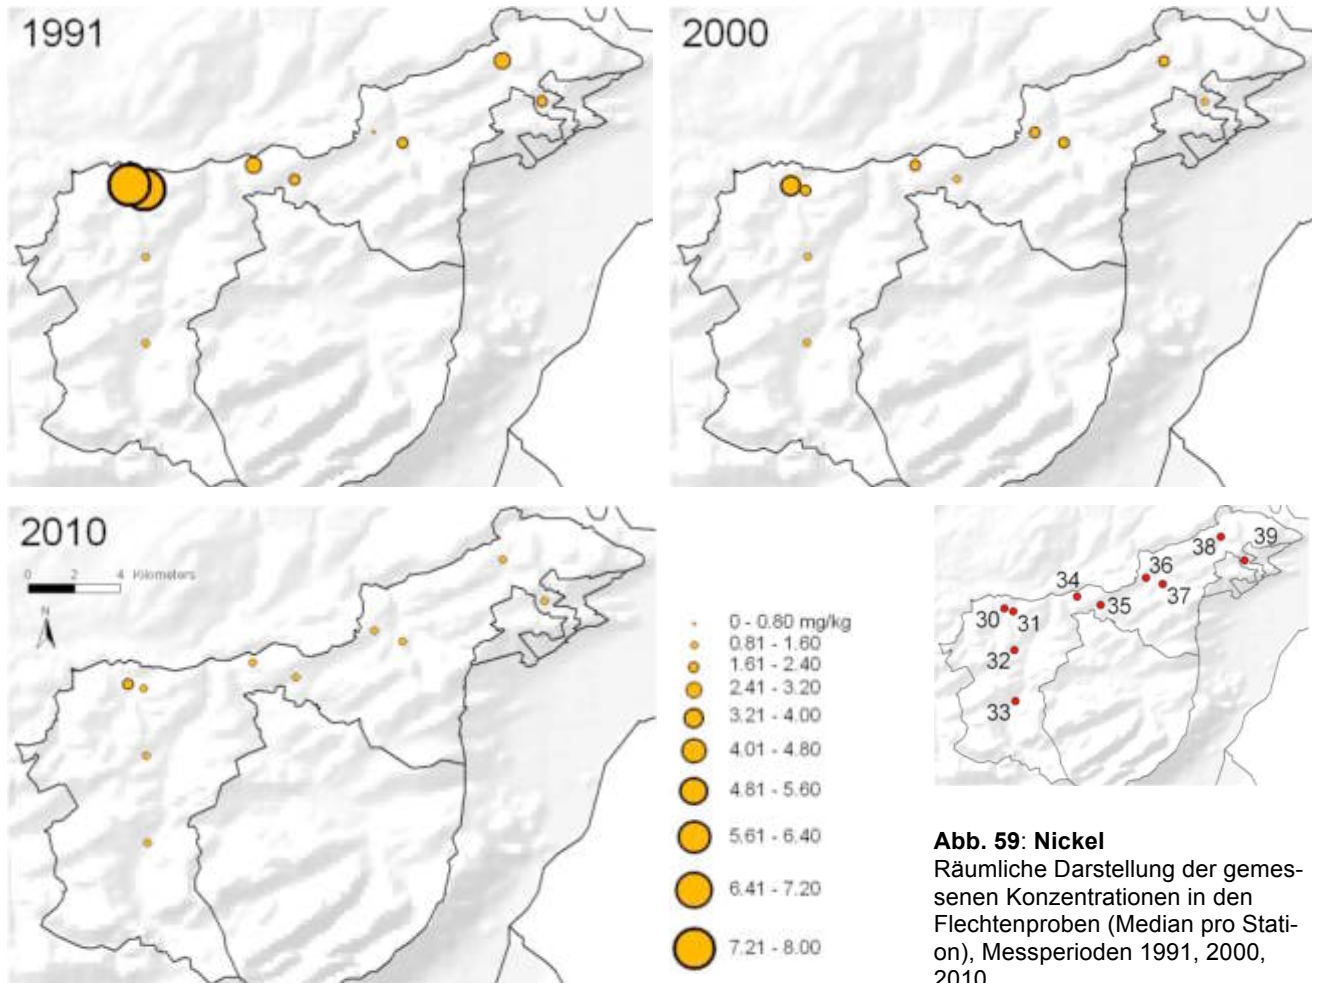 1991
2000
2010
0 2 4 Kilometers
N
0 - 0.80 mg/kg
0.81 - 1.60
1.61 - 2.40
2.41 - 3.20
3.21 - 4.00
4.01 - 4.80
4.81 - 5.60
5.61 - 6.40
6.41 - 7.20
7.21 - 8.00
38
39
36
34
37
35
30
31
32
33
Abb. 59: Nickel
Räumliche Darstellung der gemes-
senen Konzentrationen in den
Flechtenproben (Median pro Stati-
on), Messperioden 1991, 2000,
2010